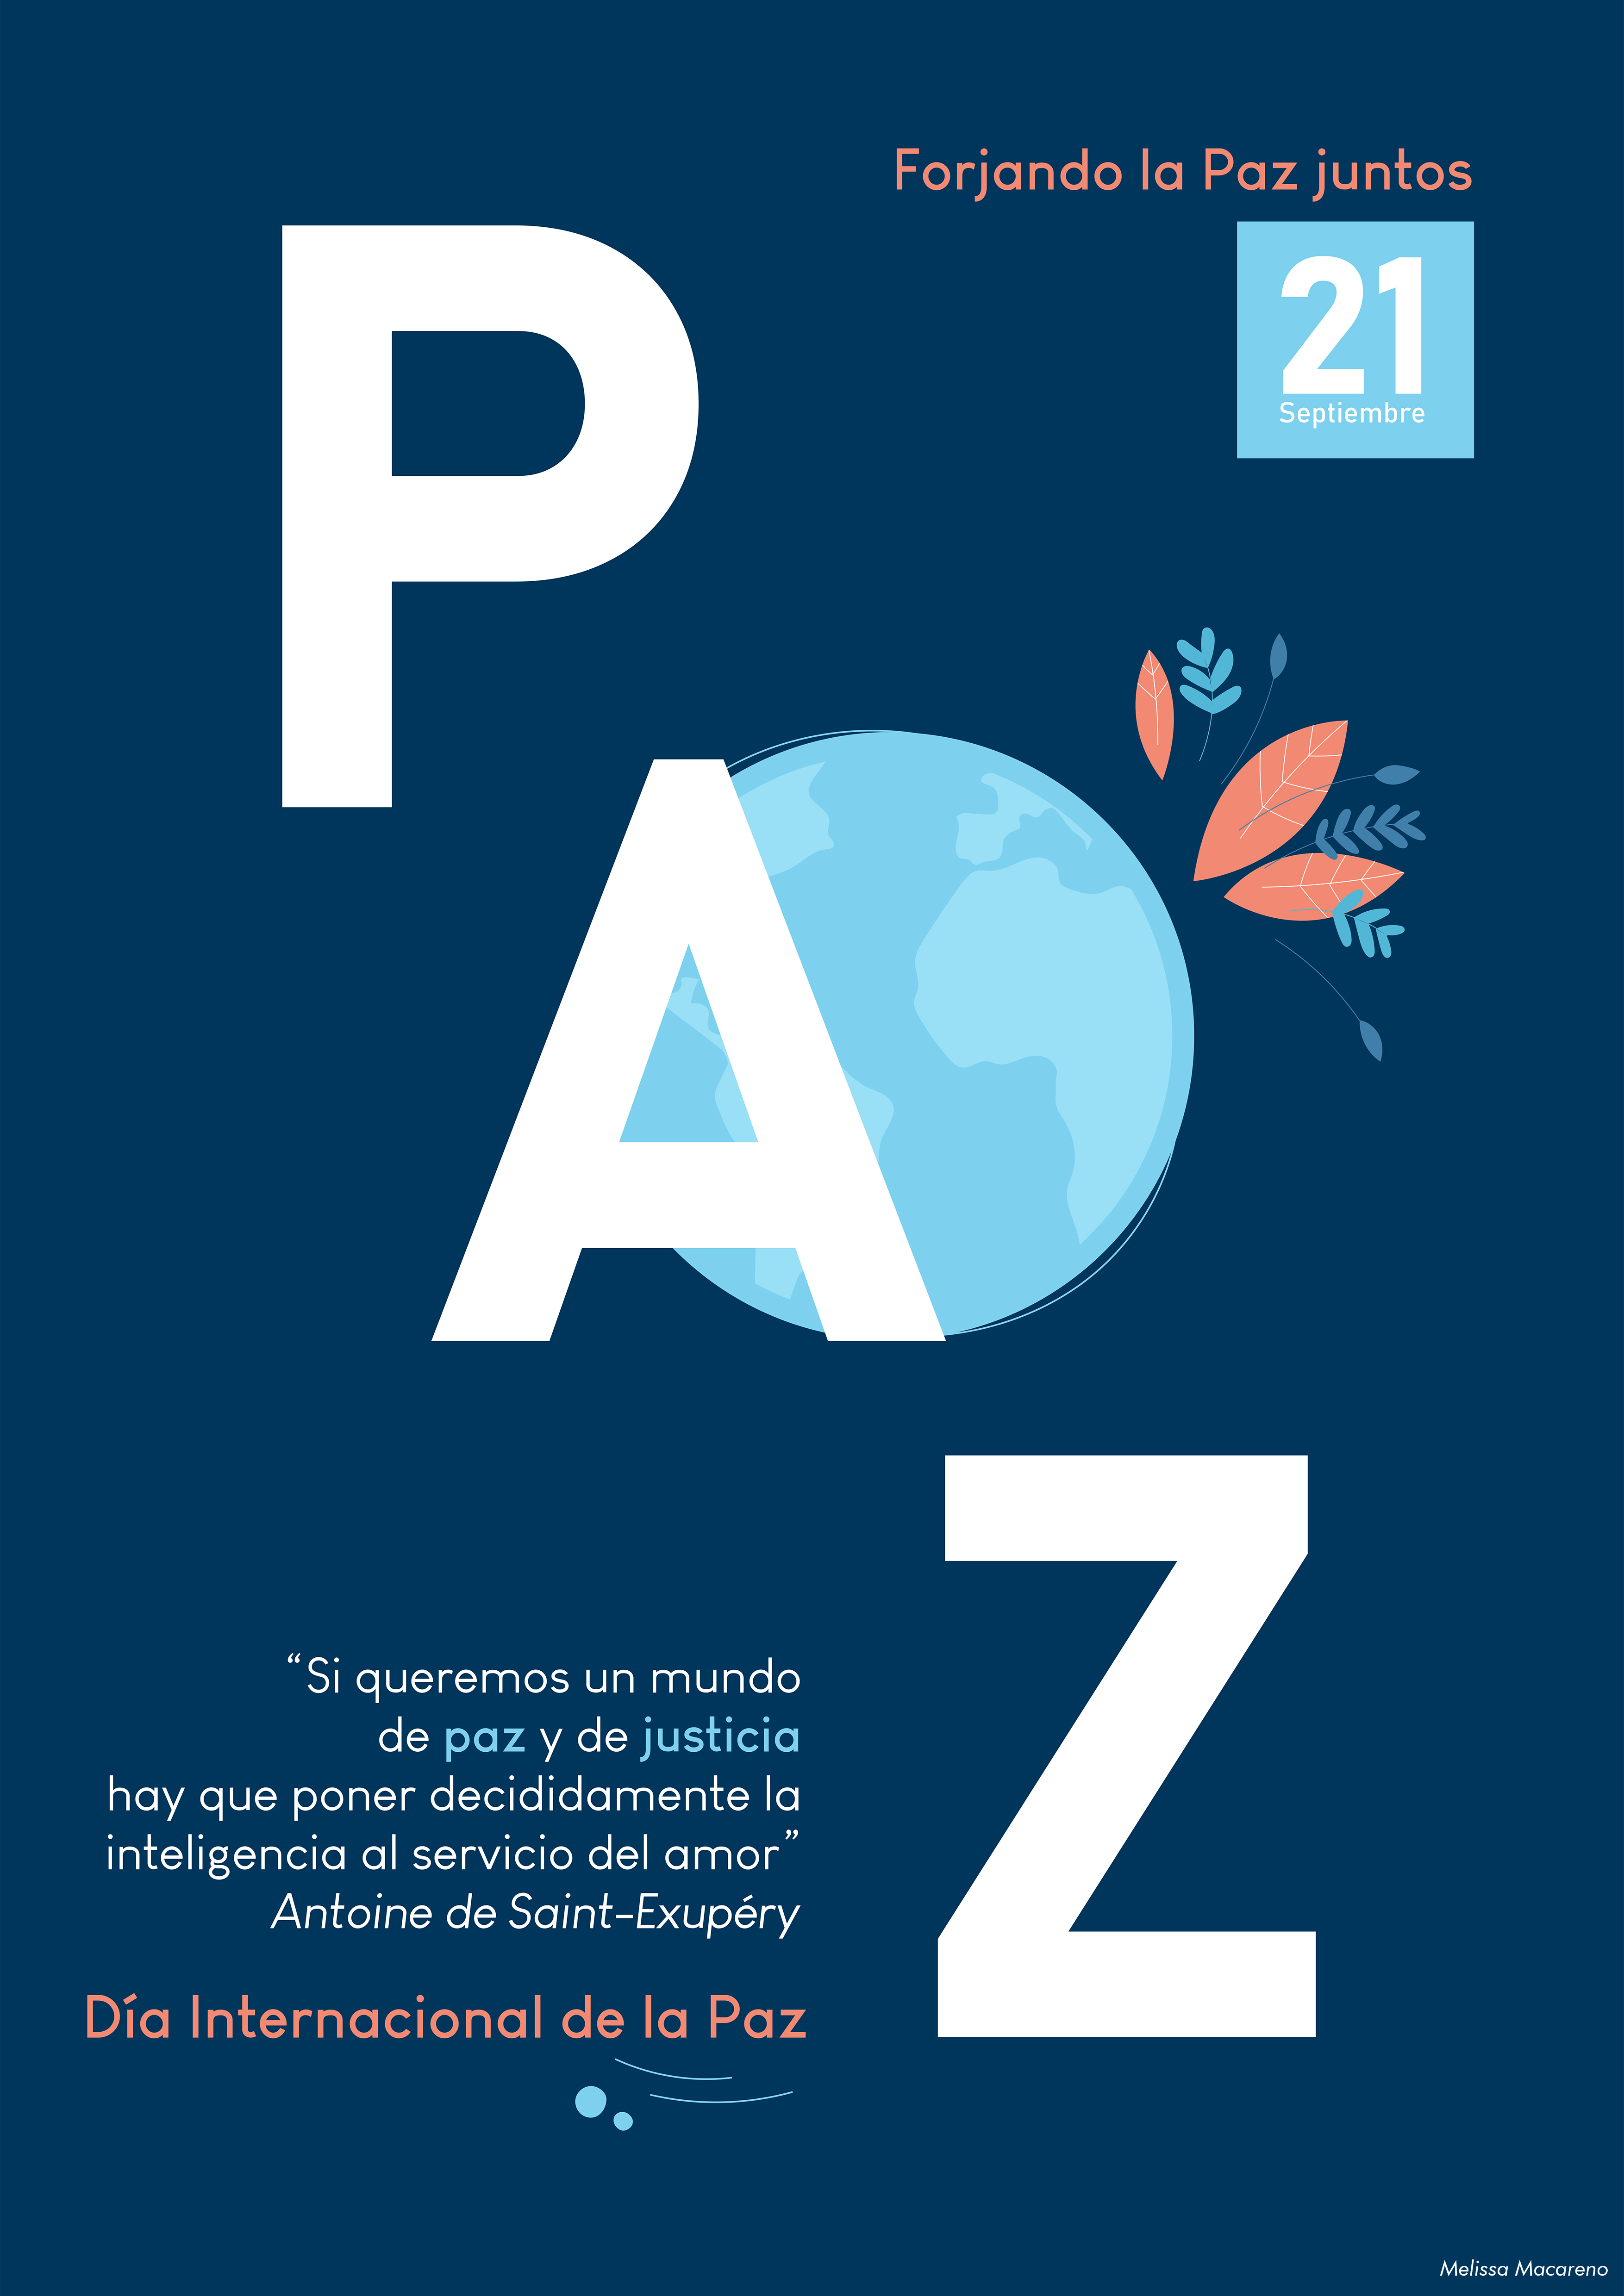 Forjando la Paz juntos
21
Septiembre
P
A
Z
“Si queremos un mundo
de paz y de justicia
hay que poner decididamente la
inteligencia al servicio del amor”
Antoine de Saint-Exupéry
Día Internacional de la Paz
Melissa Macareno